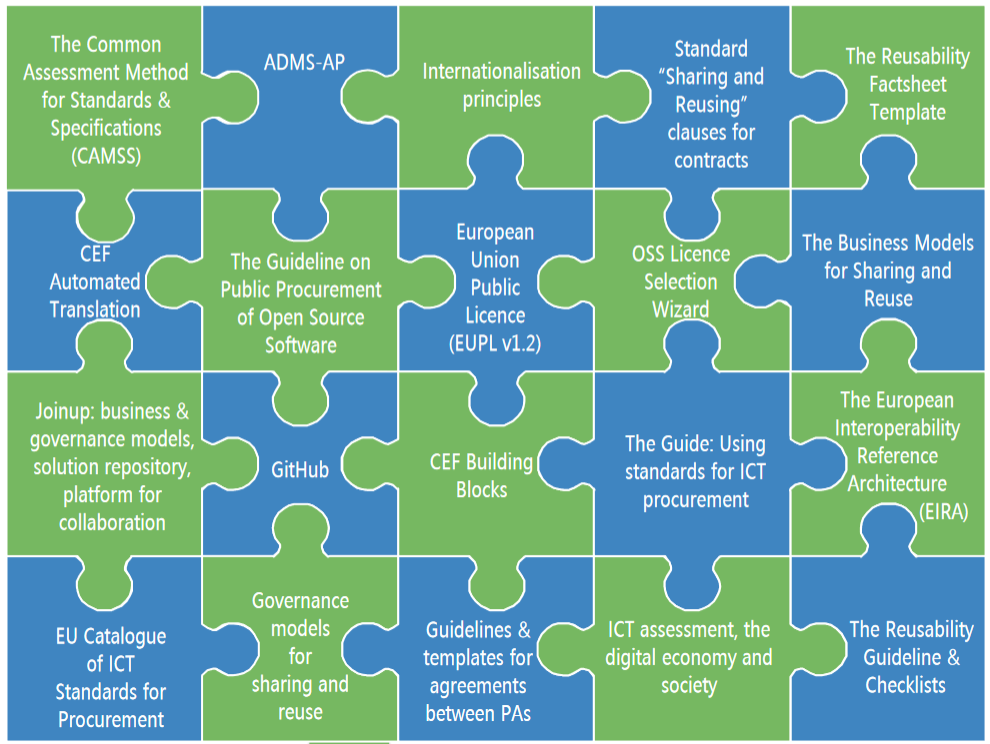 The Common
Assessment Method
for Standards &
Specifications
(CAMSS)
ADMS-AP
Internationalisation
principles
Standard
“Sharing and
Reusing”
clauses for
contracts
The Reusability
Factsheet
Template
CEF
Automated
Translation
The Guideline on
Public Procurement
of Open Source
Software
European
Union
Public
Licence
(EUPL v1.2)
OSS Licence
Selection
Wizard
The Business Models
for Sharing and
Reuse
Joinup: business &
governance models,
solution repository,
platform for
collaboration
GitHub
CEF Building
Blocks
The Guide: Using
standards for ICT
procurement
The European
Interoperability
Reference
Architecture
(EIRA)
EU Catalogue
of ICT
Standards for
Procurement
Governance
models
for
sharing and
reuse
Guidelines &
templates for
agreements
between PAs
ICT assessment, the
digital economy and
society
The Reusability
Guideline &
Checklists